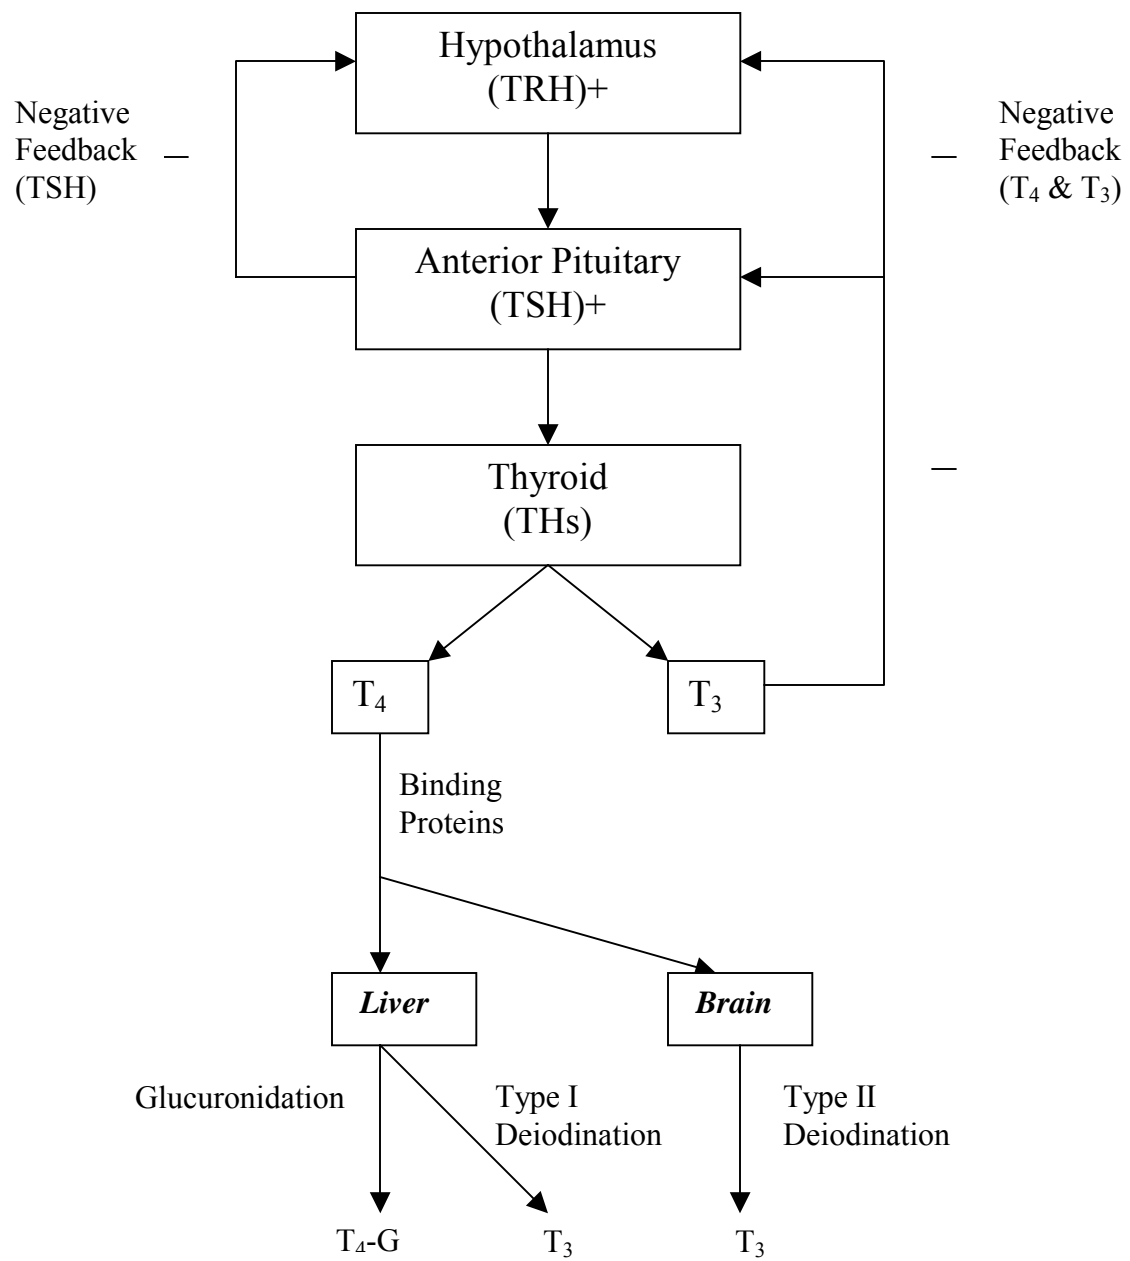 Hypothalamus
(TRH)+
Negative
Feedback —
(TSH)
— Negative
Feedback
(T₄ & T₃)
Anterior Pituitary
(TSH)+
Thyroid
(THs)
—
T₄
T₃
Binding
Proteins
Liver
Brain
Glucuronidation
Type I
Deiodination
Type II
Deiodination
T₄-G
T₃
T₃